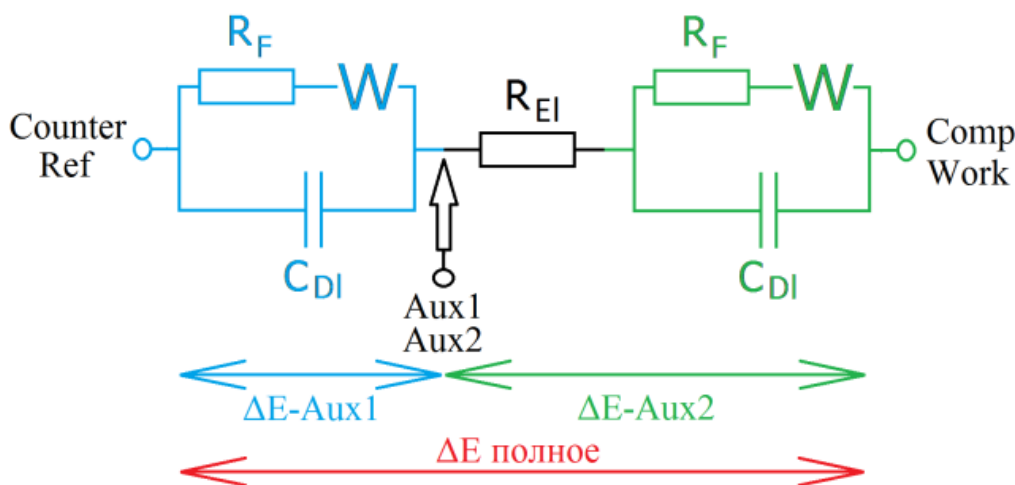 R_F
W
R_El
R_F
W
Counter
Ref
Comp
Work
C_Dl
C_Dl
Aux1
Aux2
ΔE-Aux1
ΔE-Aux2
ΔE полное